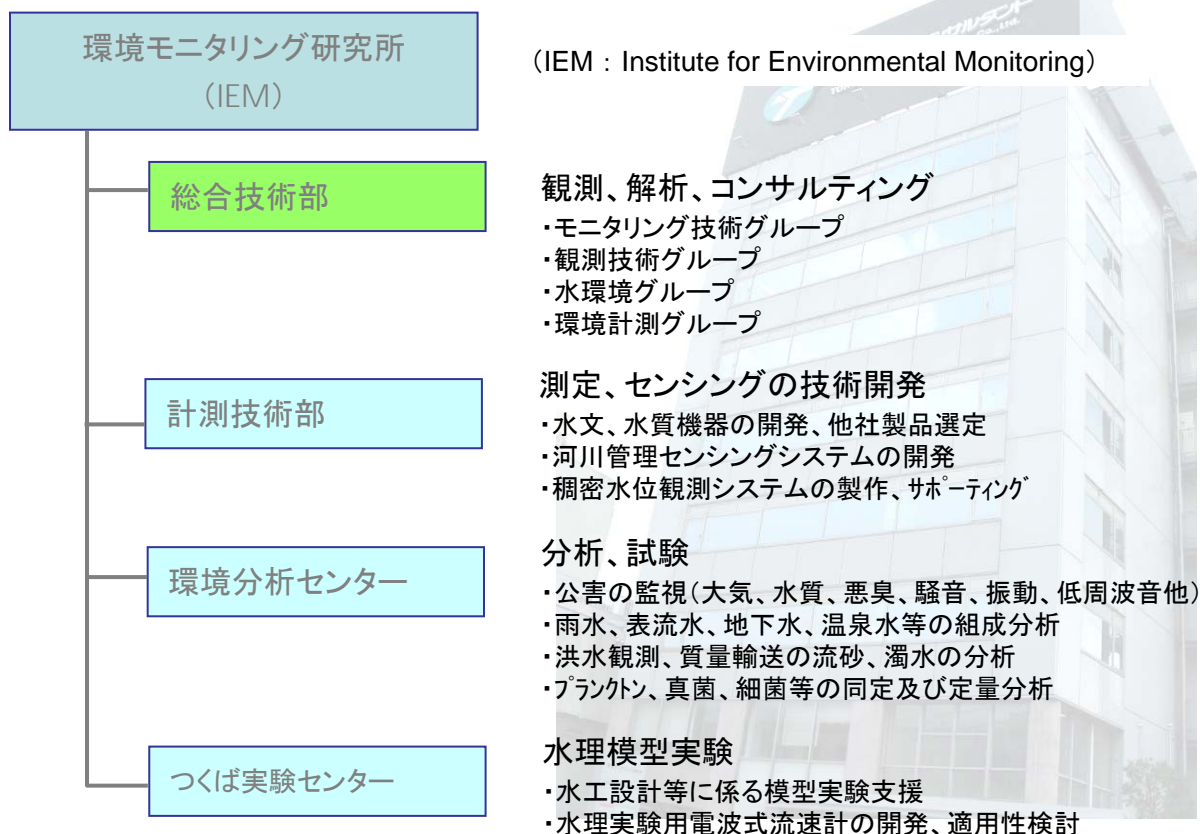 環境モニタリング研究所
(IEM)
(IEM：Institute for Environmental Monitoring)
総合技術部
観測、解析、コンサルティング
・モニタリング技術グループ
・観測技術グループ
・水環境グループ
・環境計測グループ
計測技術部
測定、センシングの技術開発
・水文、水質機器の開発、他社製品選定
・河川管理センシングシステムの開発
・稠密水位観測システムの製作、ｻﾎﾟｰﾃｨﾝｸﾞ
環境分析センター
分析、試験
・公害の監視(大気、水質、悪臭、騒音、振動、低周波音他)
・雨水、表流水、地下水、温泉水等の組成分析
・洪水観測、質量輸送の流砂、濁水の分析
・ﾌﾟﾗﾝｸﾄﾝ、真菌、細菌等の同定及び定量分析
つくば実験センター
水理模型実験
・水工設計等に係る模型実験支援
・水理実験用電波式流速計の開発、適用性検討